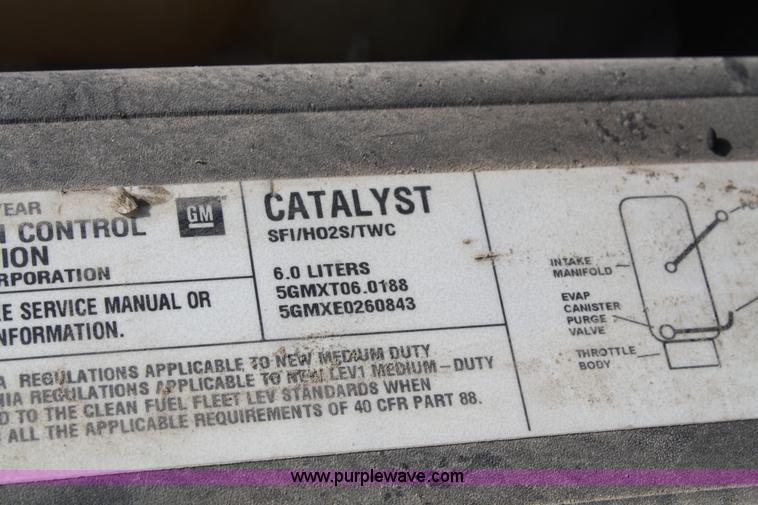 YEAR
CONTROL
ION
RPORATION
GM
E SERVICE MANUAL OR
NFORMATION.
CATALYST
SFI/HO2S/TWC
6.0 LITERS
5GMXT06.0188
5GMXE0260843
IA REGULATIONS APPLICABLE TO NEW MEDIUM DUTY
NIA REGULATIONS APPLICABLE TO NEW LEV1 MEDIUM-DUTY
D TO THE CLEAN FUEL FLEET LEV STANDARDS WHEN
ALL THE APPLICABLE REQUIREMENTS OF 40 CFR PART 88.
INTAKE
MANIFOLD
EVAP
CANISTER
PURGE
VALVE
THROTTLE
BODY
www.purplewave.com